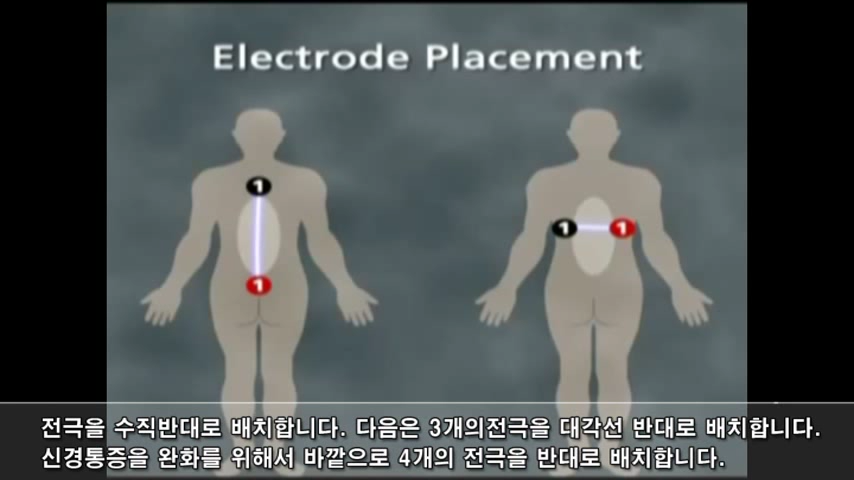 Electrode Placement
1
1
1 1
전극을 수직반대로 배치합니다. 다음은 3개의전극을 대각선 반대로 배치합니다.
신경통증을 완화를 위해서 바깥으로 4개의 전극을 반대로 배치합니다.